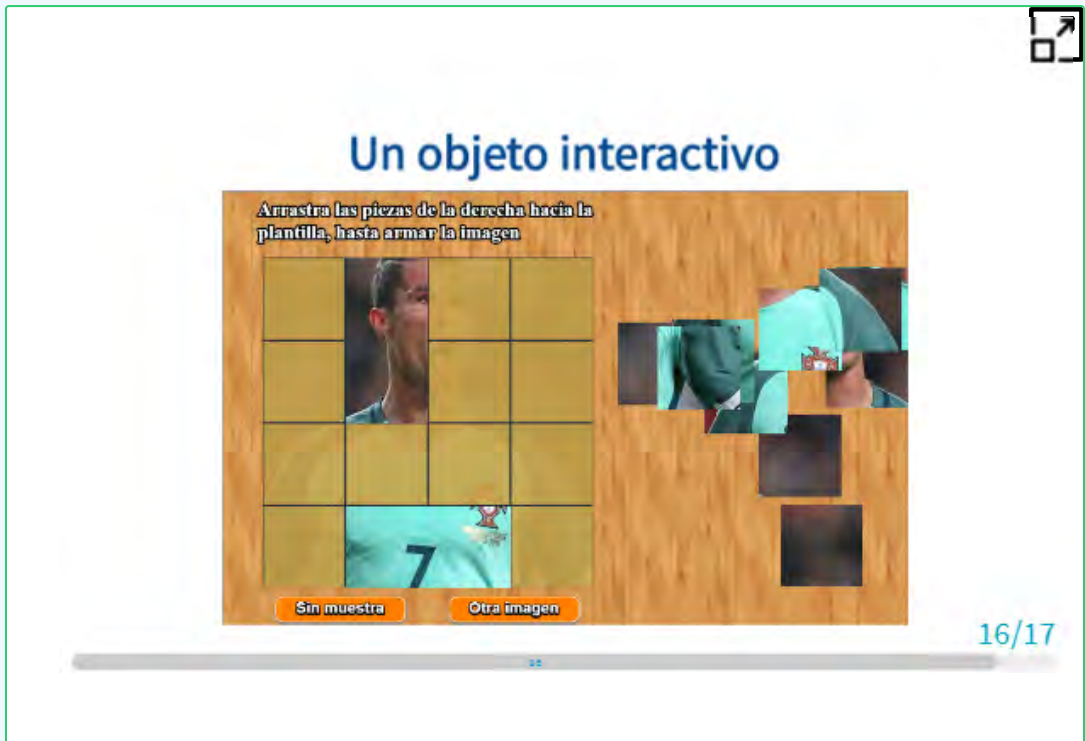 Un objeto interactivo
Arrastra las piezas de la derecha hacia la
plantilla, hasta armar la imagen
7
Sin muestra
Otra imagen
16/17
16